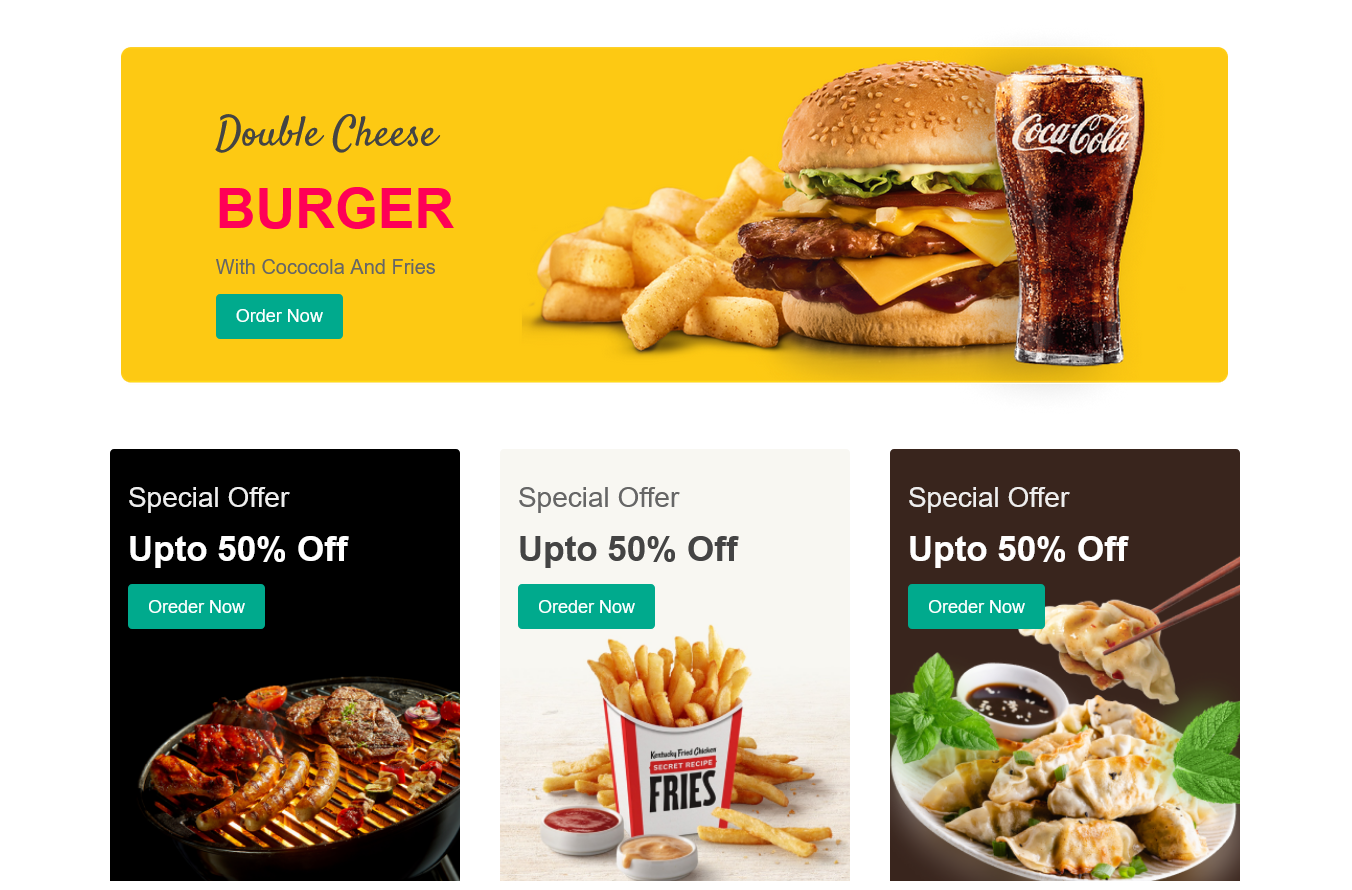 Double Cheese
BURGER
With Cococola And Fries
Order Now
Coca-Cola
Special Offer
Upto 50% Off
Oreder Now
Special Offer
Upto 50% Off
Oreder Now
Kentucky Fried Chicken
SECRET RECIPE
FRIES
Special Offer
Upto 50% Off
Oreder Now